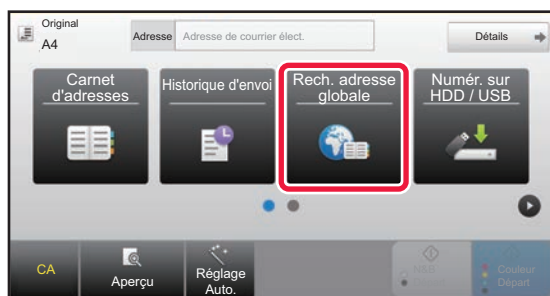 Original
A4
Adresse
Adresse de courrier élect.
Détails
Carnet
d'adresses
Historique d'envoi
Rech. adresse
globale
Numér. sur
HDD / USB
CA
Aperçu
Réglage
Auto.
N&B
Départ
Couleur
Départ